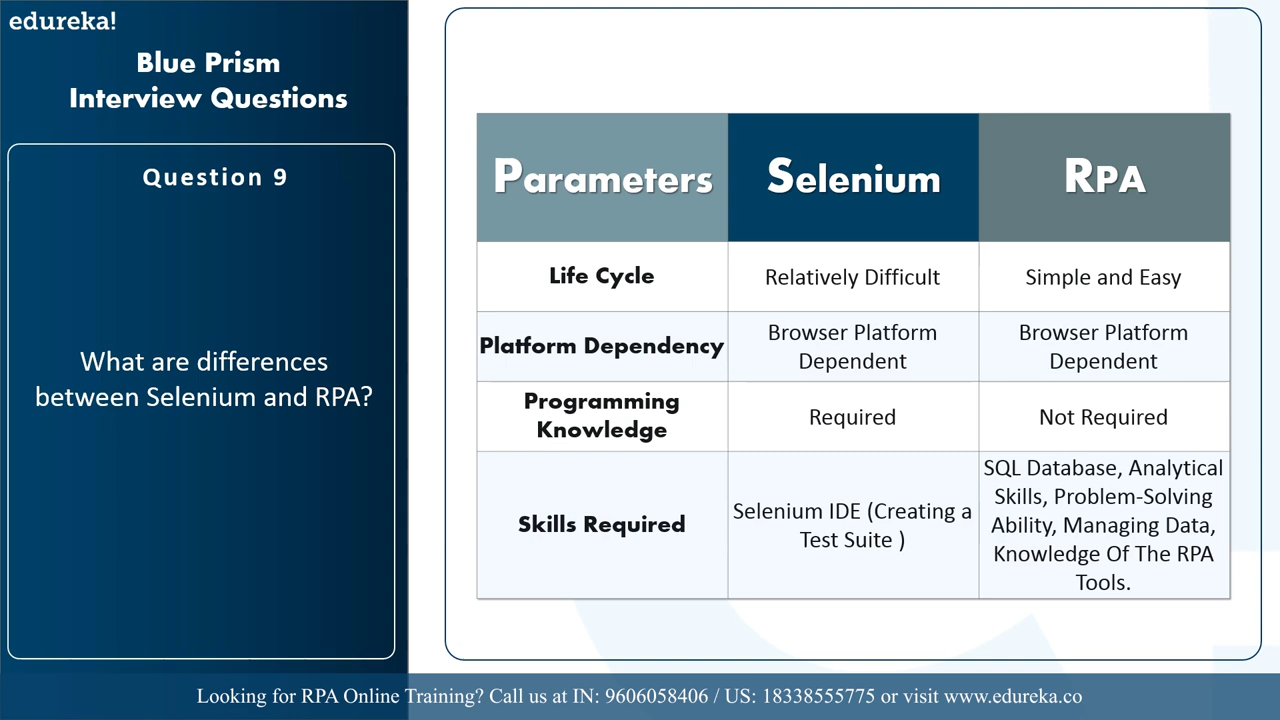 edureka!
Blue Prism
Interview Questions
Question 9
What are differences
between Selenium and RPA?
Parameters
Selenium
RPA
Life Cycle
Relatively Difficult
Simple and Easy
Platform Dependency
Browser Platform
Dependent
Browser Platform
Dependent
Programming
Knowledge
Required
Not Required
Skills Required
Selenium IDE (Creating a
Test Suite )
SQL Database, Analytical
Skills, Problem-Solving
Ability, Managing Data,
Knowledge Of The RPA
Tools.
Looking for RPA Online Training? Call us at IN: 9606058406 / US: 18338555775 or visit www.edureka.co